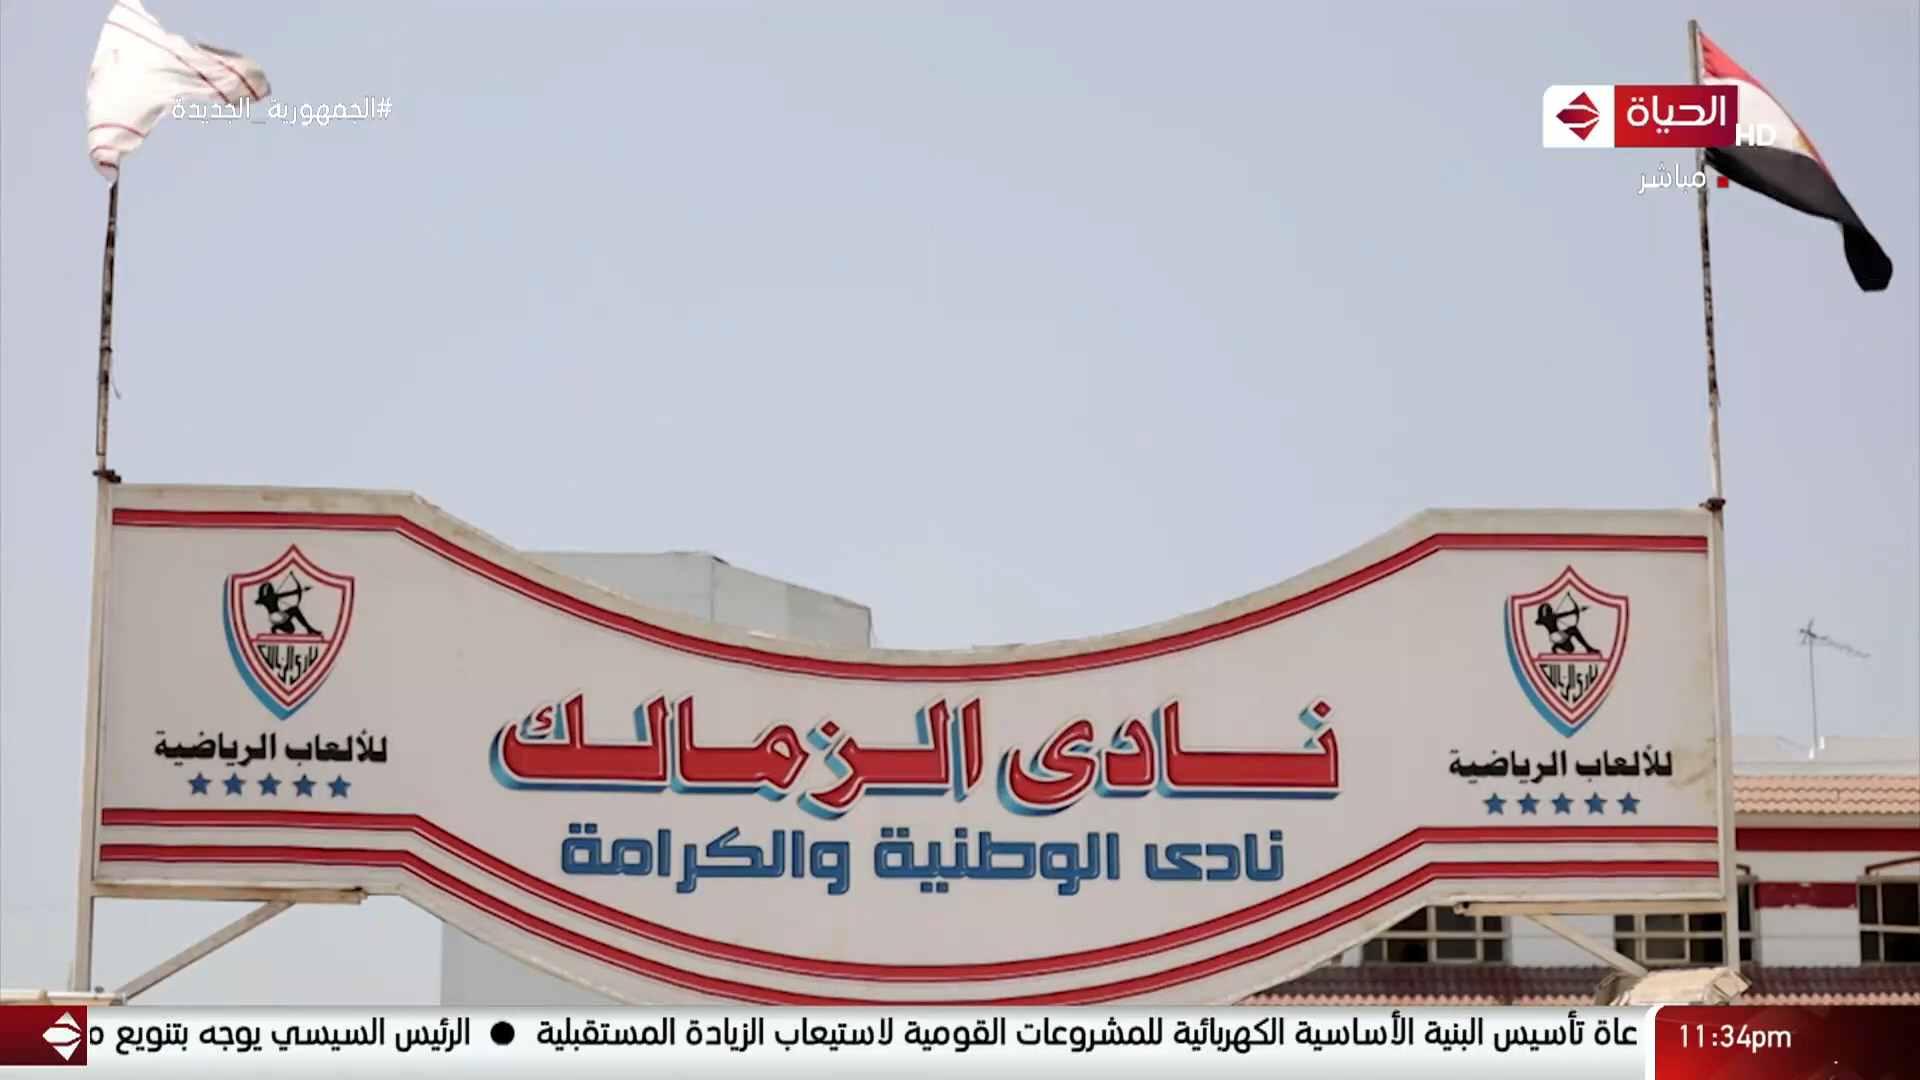 #الجمهورية_الجديدة
الحياة
HD
مباشر
نادى الزمالك
للألعاب الرياضية
نادى الزمالك
للألعاب الرياضية
نادى الزمالك
نادى الوطنية والكرامة
عاة تأسيس البنية الأساسية الكهربائية للمشروعات القومية لاستيعاب الزيادة المستقبلية ● الرئيس السيسي يوجه بتنويع م
11:34pm